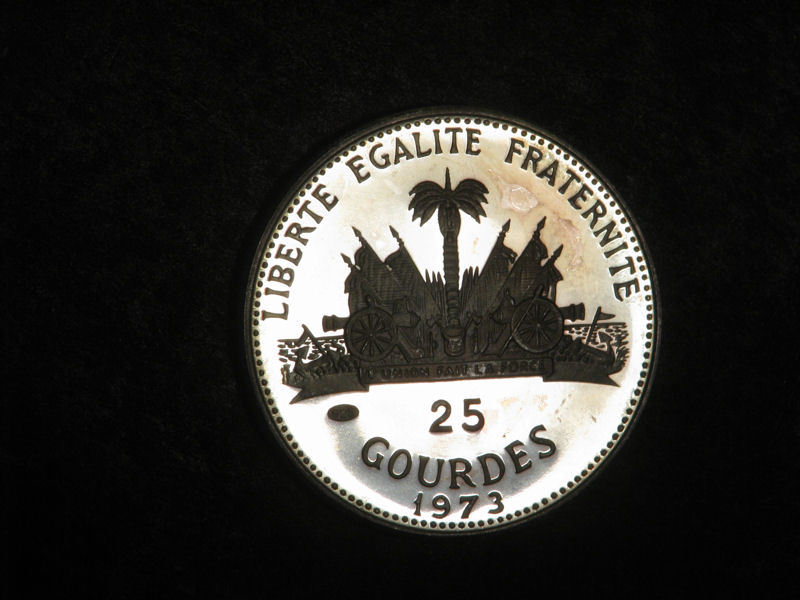 LIBERTE EGALITE FRATERNITE
L'UNION FAIT LA FORCE
25
GOURDES
1973